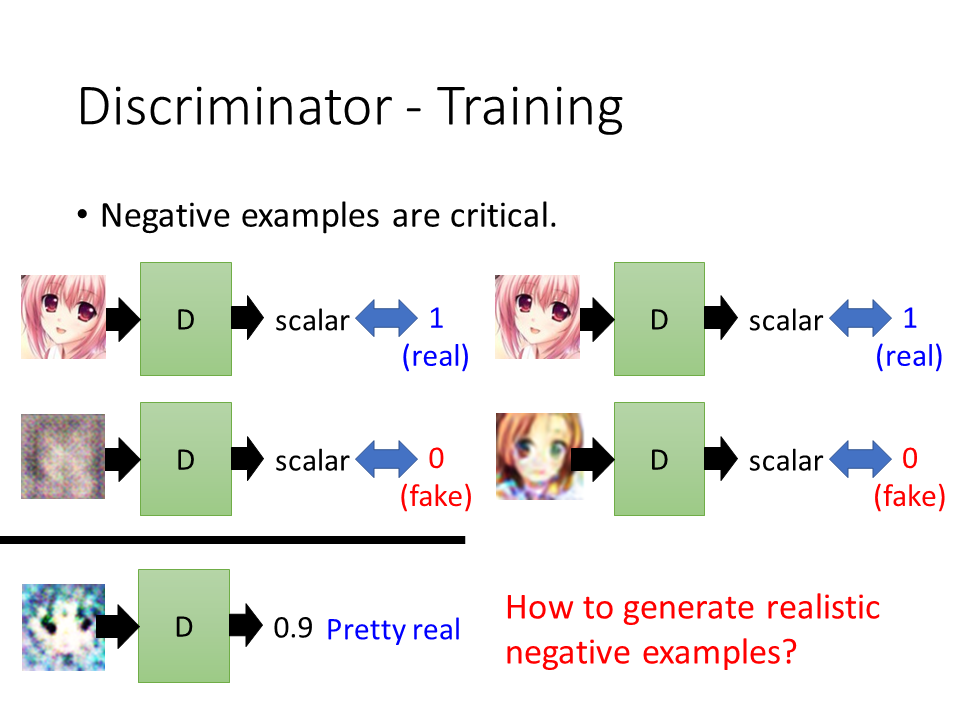 Discriminator - Training
• Negative examples are critical.
D
scalar
1
(real)
D
scalar
0
(fake)
D
0.9
Pretty real
D
scalar
1
(real)
D
scalar
0
(fake)
How to generate realistic
negative examples?